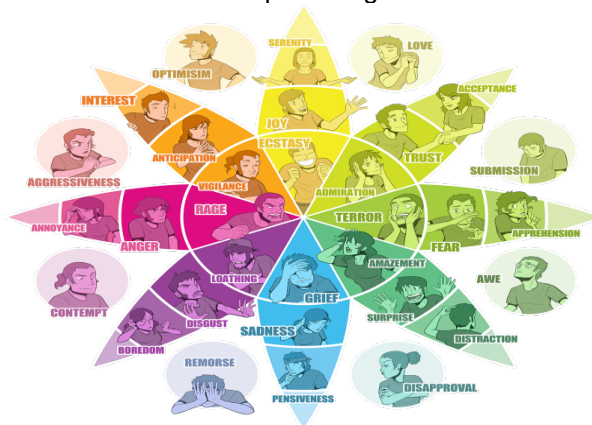 SERENITY
LOVE
OPTIMISIM
ACCEPTANCE
INTEREST
JOY
TRUST
ANTICIPATION
ECSTASY
SUBMISSION
AGGRESSIVENESS
VIGILANCE
ADMIRATION
RAGE
TERROR
ANNOYANCE
ANGER
FEAR
APPREHENSION
LOATHING
AMAZEMENT
AWE
CONTEMPT
DISGUST
GRIEF
SURPRISE
BOREDOM
SADNESS
DISTRACTION
REMORSE
DISAPPROVAL
PENSIVENESS